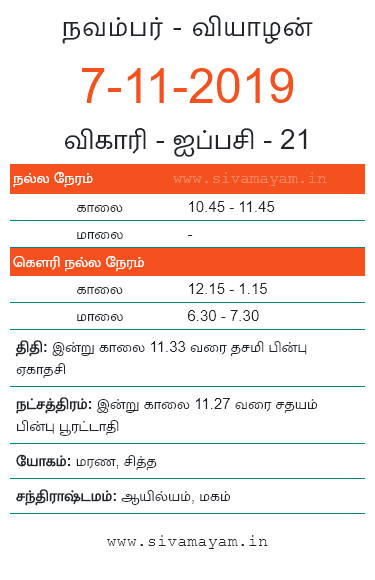 நவம்பர் - வியாழன்
7-11-2019
விகாரி - ஐப்பசி - 21
நல்ல நேரம் www.sivamayam.in
காலை 10.45 - 11.45
மாலை -
கௌரி நல்ல நேரம்
காலை 12.15 - 1.15
மாலை 6.30 - 7.30
திதி: இன்று காலை 11.33 வரை தசமி பின்பு
ஏகாதசி
நட்சத்திரம்: இன்று காலை 11.27 வரை சதயம்
பின்பு பூரட்டாதி
யோகம்: மரண, சித்த
சந்திராஷ்டமம்: ஆயில்யம், மகம்
www.sivamayam.in